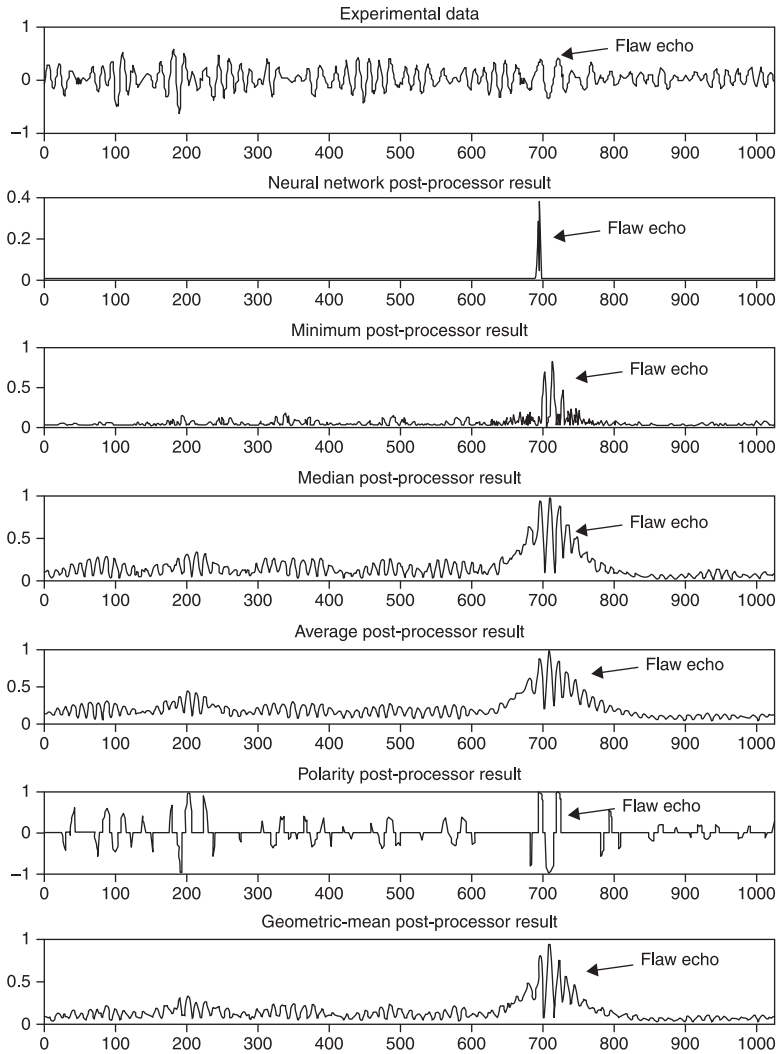 Experimental data
1
Flaw echo
0
−1
0 100 200 300 400 500 600 700 800 900 1000
Neural network post-processor result
0.4
Flaw echo
0.2
0
0 100 200 300 400 500 600 700 800 900 1000
Minimum post-processor result
1
Flaw echo
0.5
0
0 100 200 300 400 500 600 700 800 900 1000
Median post-processor result
1
Flaw echo
0.5
0
0 100 200 300 400 500 600 700 800 900 1000
Average post-processor result
1
Flaw echo
0.5
0
0 100 200 300 400 500 600 700 800 900 1000
Polarity post-processor result
1
Flaw echo
0
−1
0 100 200 300 400 500 600 700 800 900 1000
Geometric-mean post-processor result
1
Flaw echo
0.5
0
0 100 200 300 400 500 600 700 800 900 1000